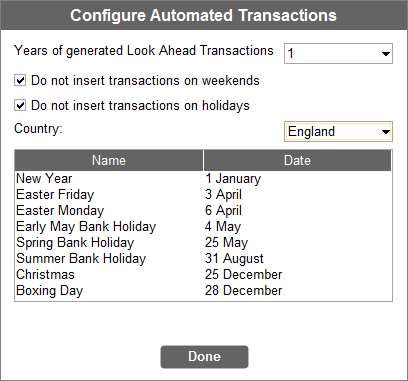 Configure Automated Transactions
Years of generated Look Ahead Transactions 1
Do not insert transactions on weekends
Do not insert transactions on holidays
Country: England
Name Date
New Year 1 January
Easter Friday 3 April
Easter Monday 6 April
Early May Bank Holiday 4 May
Spring Bank Holiday 25 May
Summer Bank Holiday 31 August
Christmas 25 December
Boxing Day 28 December
Done